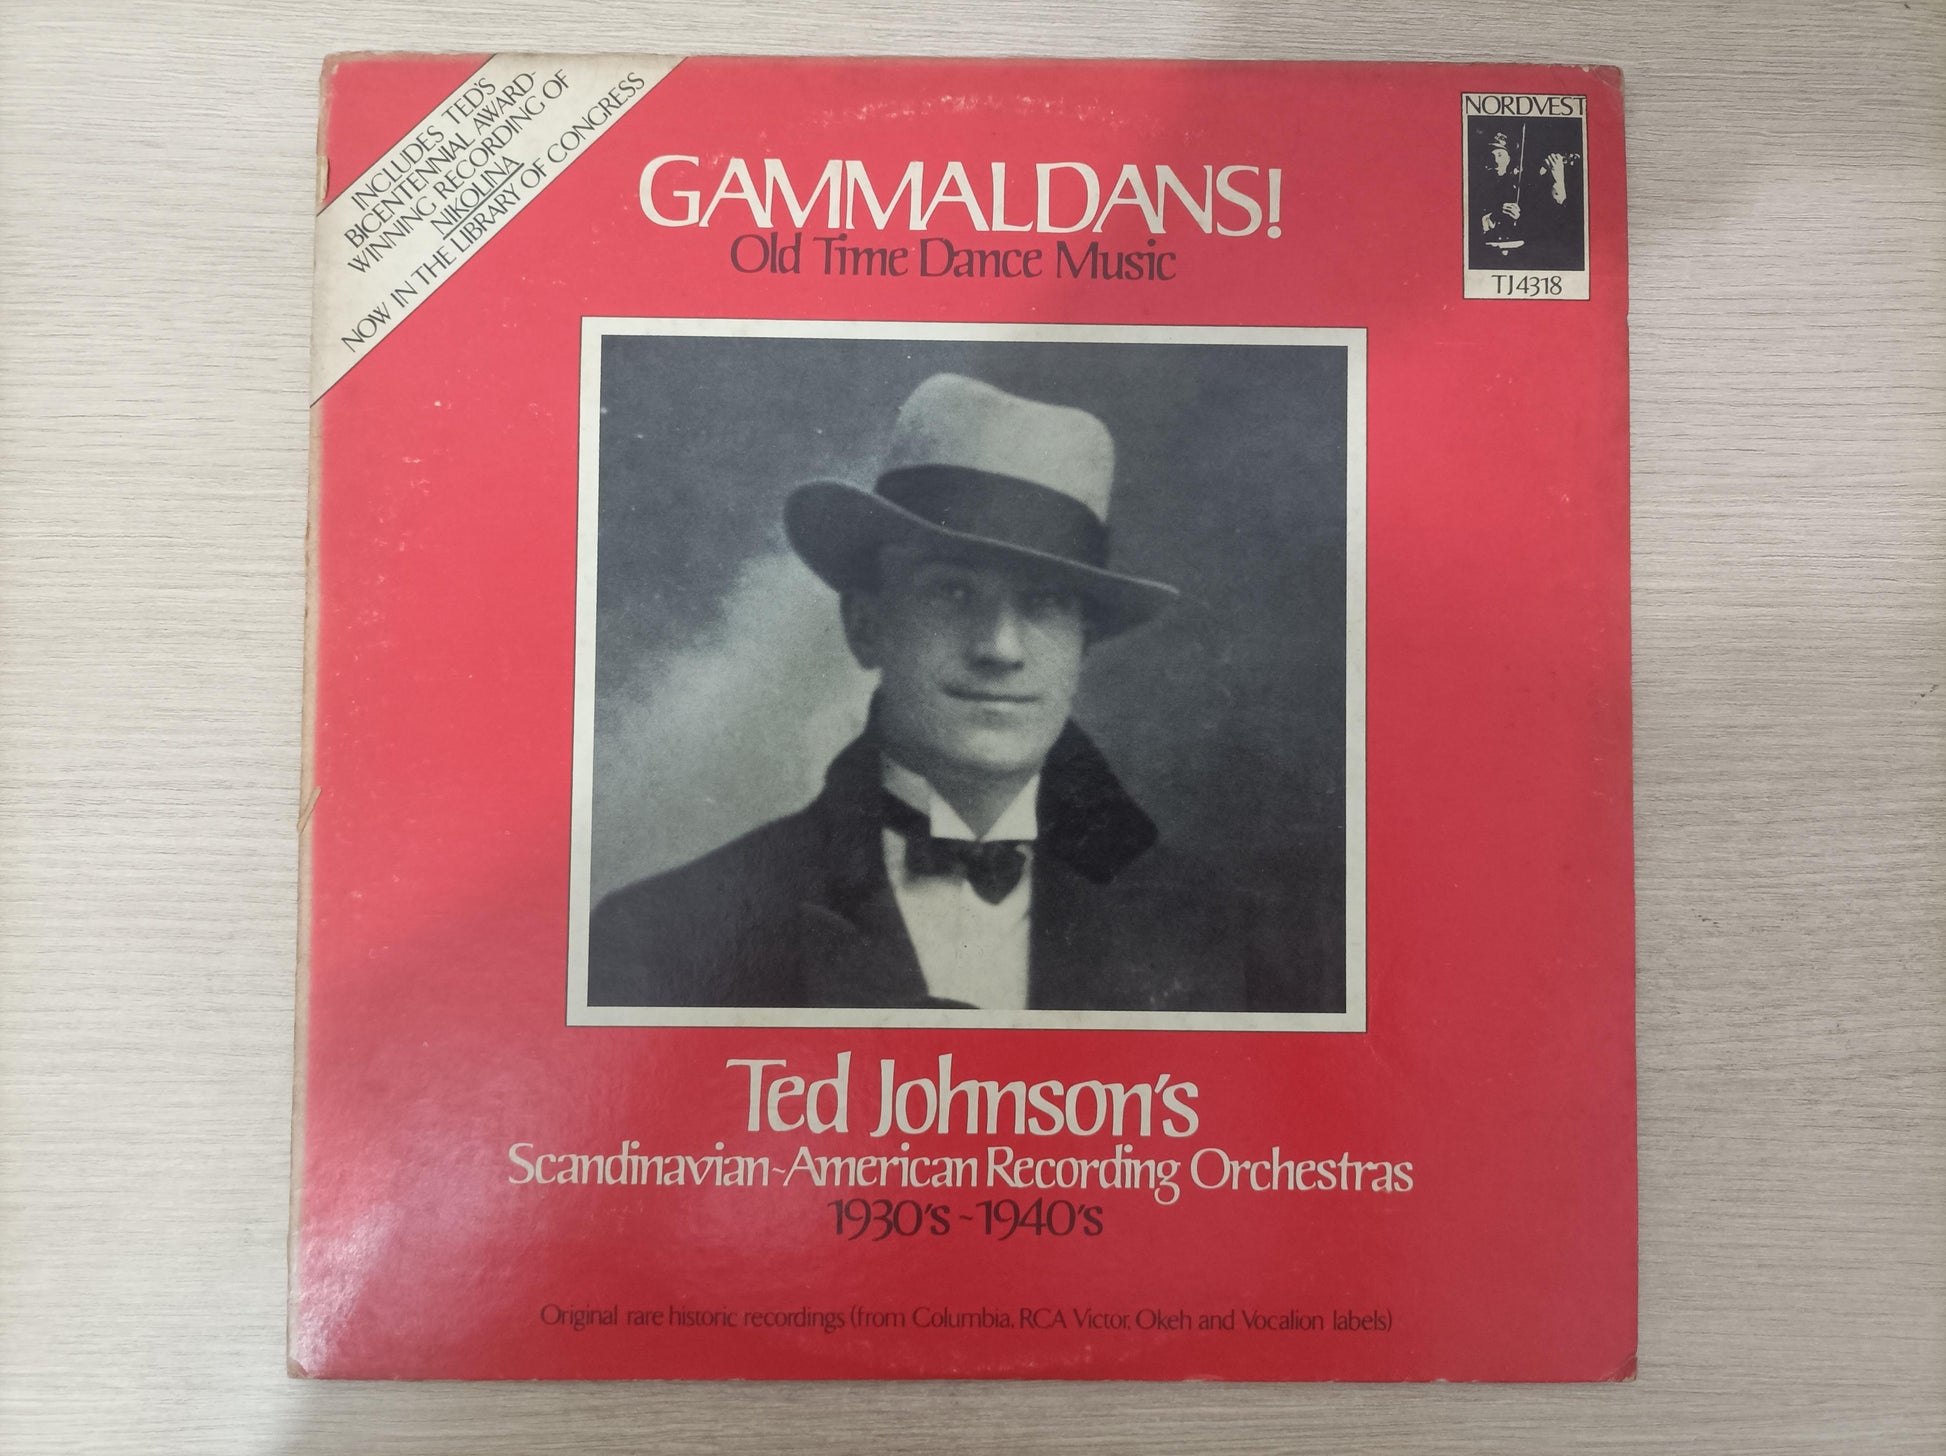 INCLUDES TED'S
BICENTENNIAL AWARD-
WINNING RECORDING OF
NIKOLINA
NOW IN THE LIBRARY OF CONGRESS
GAMMALDANS!
Old Time Dance Music
NORDVEST
TJ4318
Ted Johnson's
Scandinavian~American Recording Orchestras
1930's~1940's
Original rare historic recordings (from Columbia, RCA Victor, Okeh and Vocalion labels)